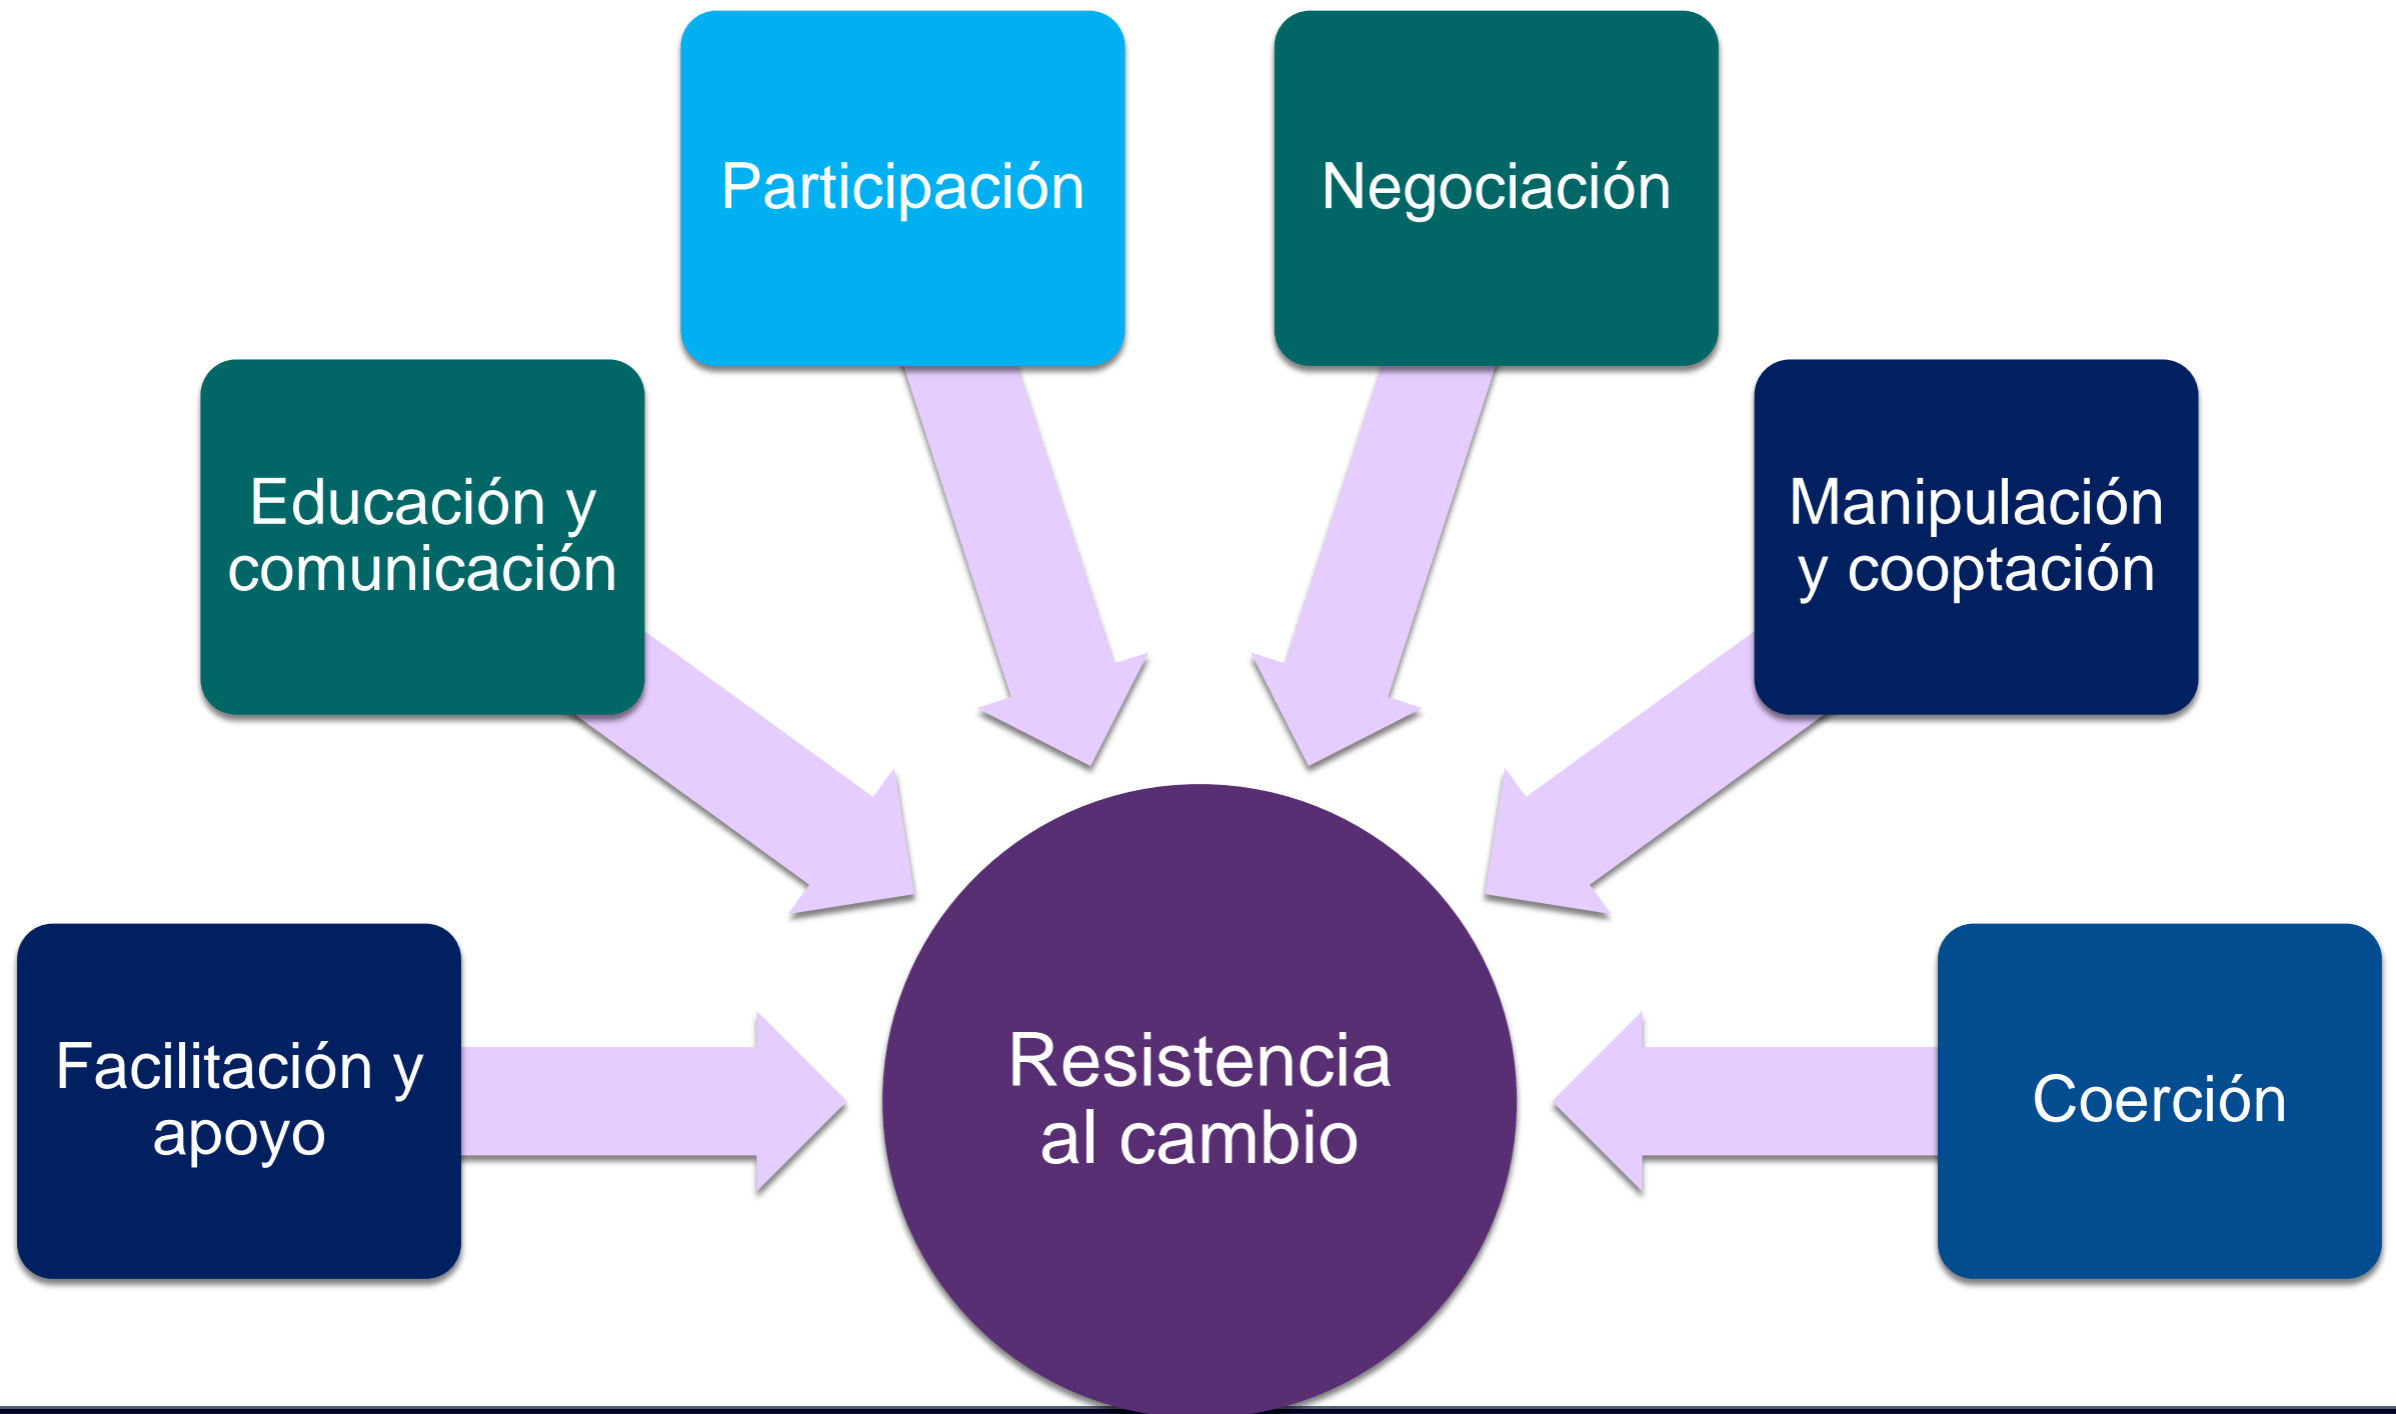 Participación
Negociación
Educación y
comunicación
Manipulación
y cooptación
Facilitación y
apoyo
Resistencia
al cambio
Coerción